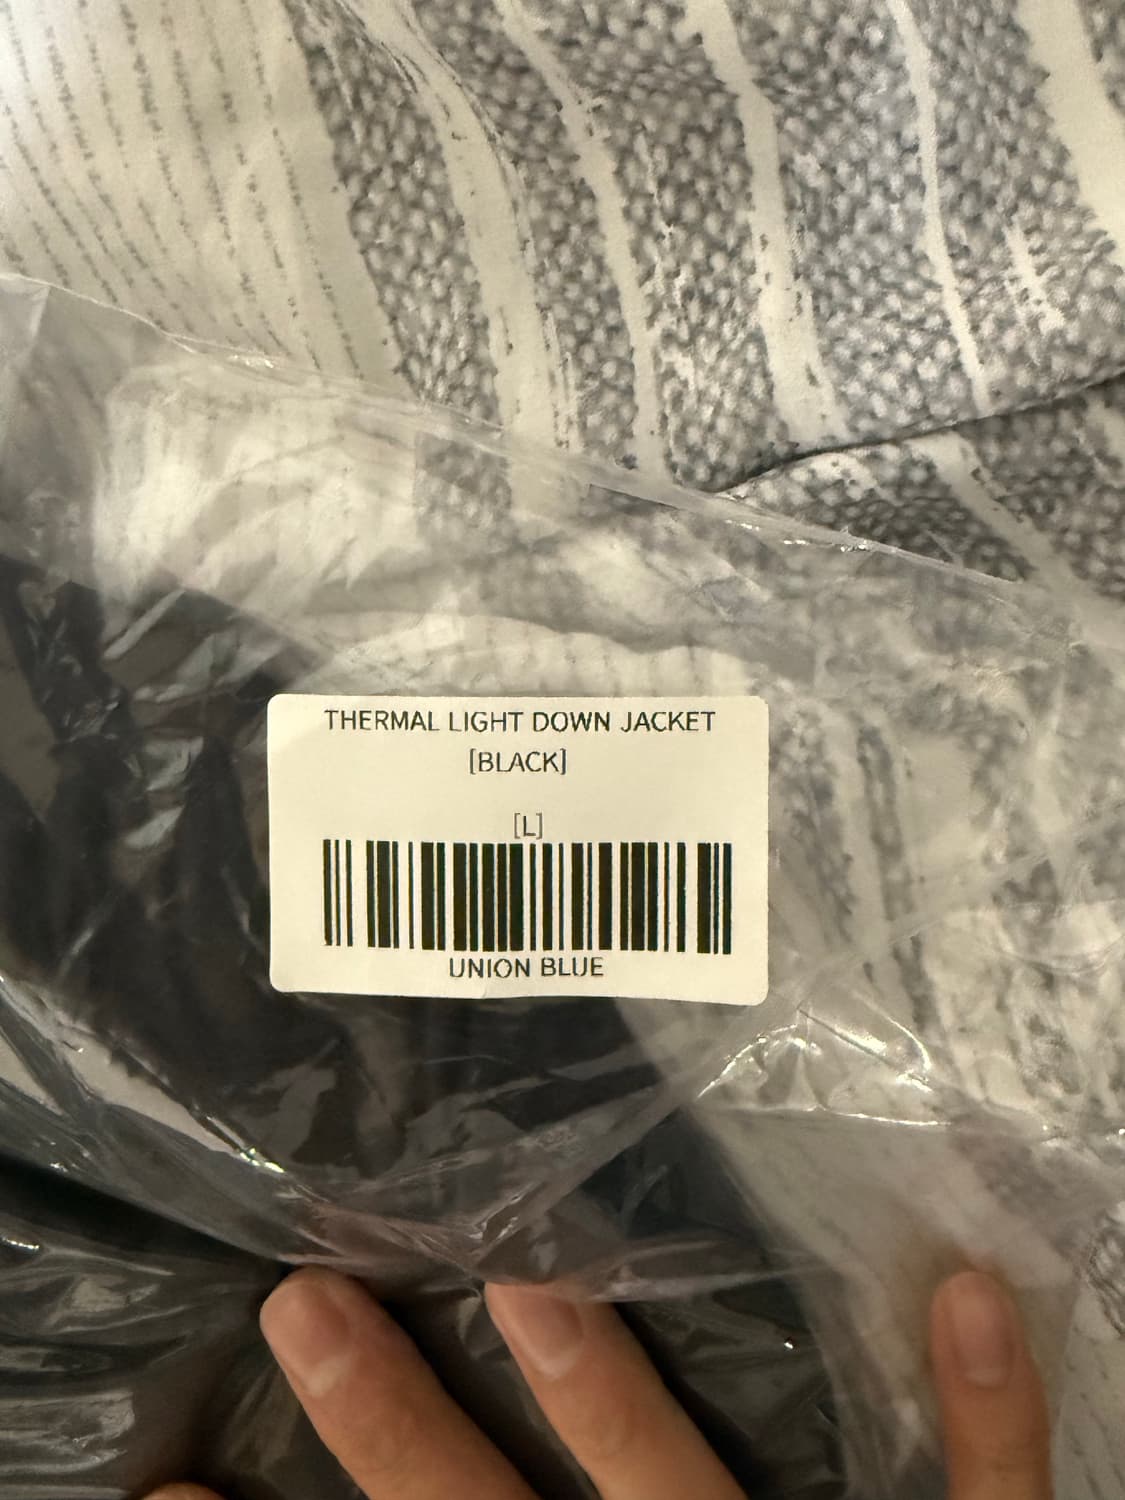 THERMAL LIGHT DOWN JACKET
[BLACK]
[L]
UNION BLUE